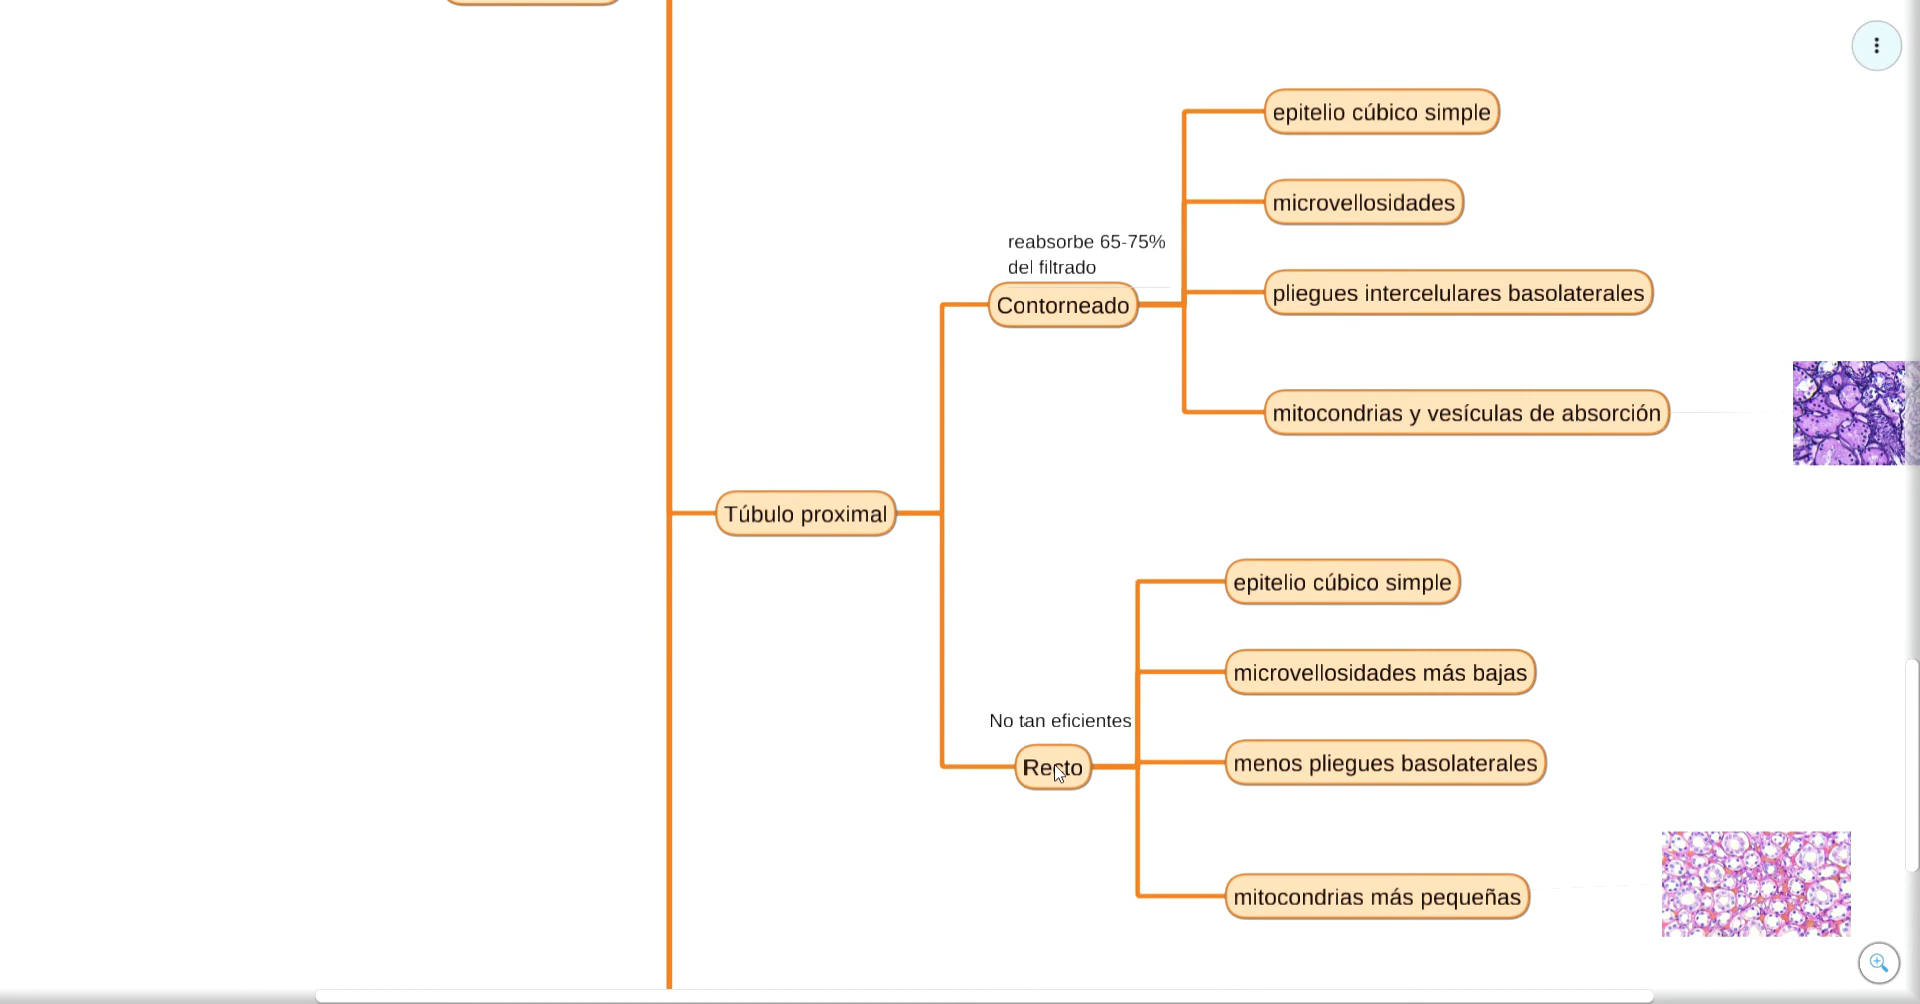 epitelio cúbico simple
microvellosidades
reabsorbe 65-75%
del filtrado
pliegues intercelulares basolaterales
Contorneado
mitocondrias y vesículas de absorción
Túbulo proximal
epitelio cúbico simple
microvellosidades más bajas
No tan eficientes
menos pliegues basolaterales
Recto
mitocondrias más pequeñas